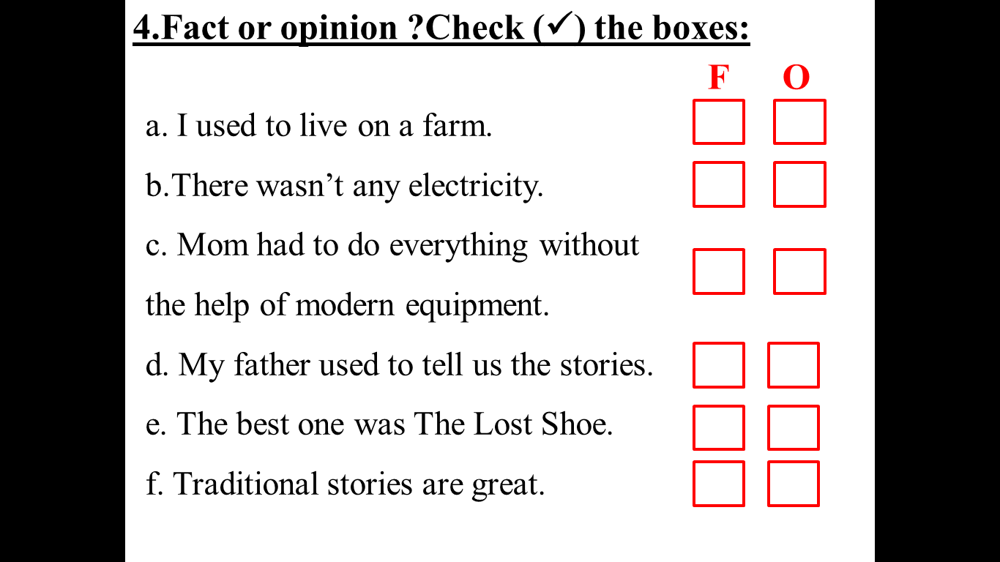 4.Fact or opinion ?Check (✓) the boxes:
F O
a. I used to live on a farm.
b.There wasn’t any electricity.
c. Mom had to do everything without
the help of modern equipment.
d. My father used to tell us the stories.
e. The best one was The Lost Shoe.
f. Traditional stories are great.